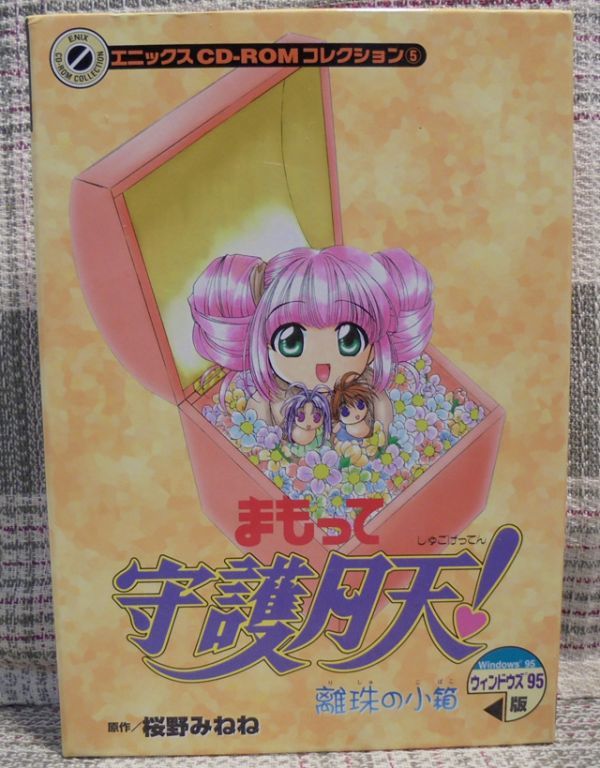 ENIX
CD-ROM COLLECTION
エニックスCD-ROMコレクション⑤
まもって
しゅごげってん
守護月天!
りしゅ こばこ
離珠の小箱
原作/桜野みねね
Windows 95
ウィンドウズ95
版